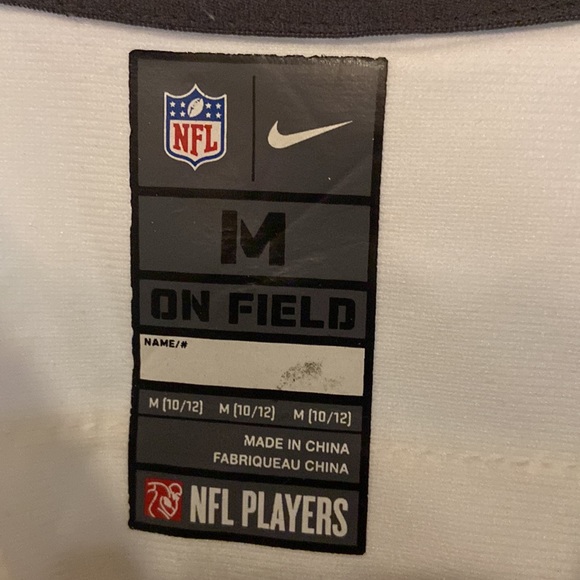 NFL
M
ON FIELD
NAME/#
M (10/12) M (10/12) M (10/12)
MADE IN CHINA
FABRIQUEAU CHINA
NFL PLAYERS